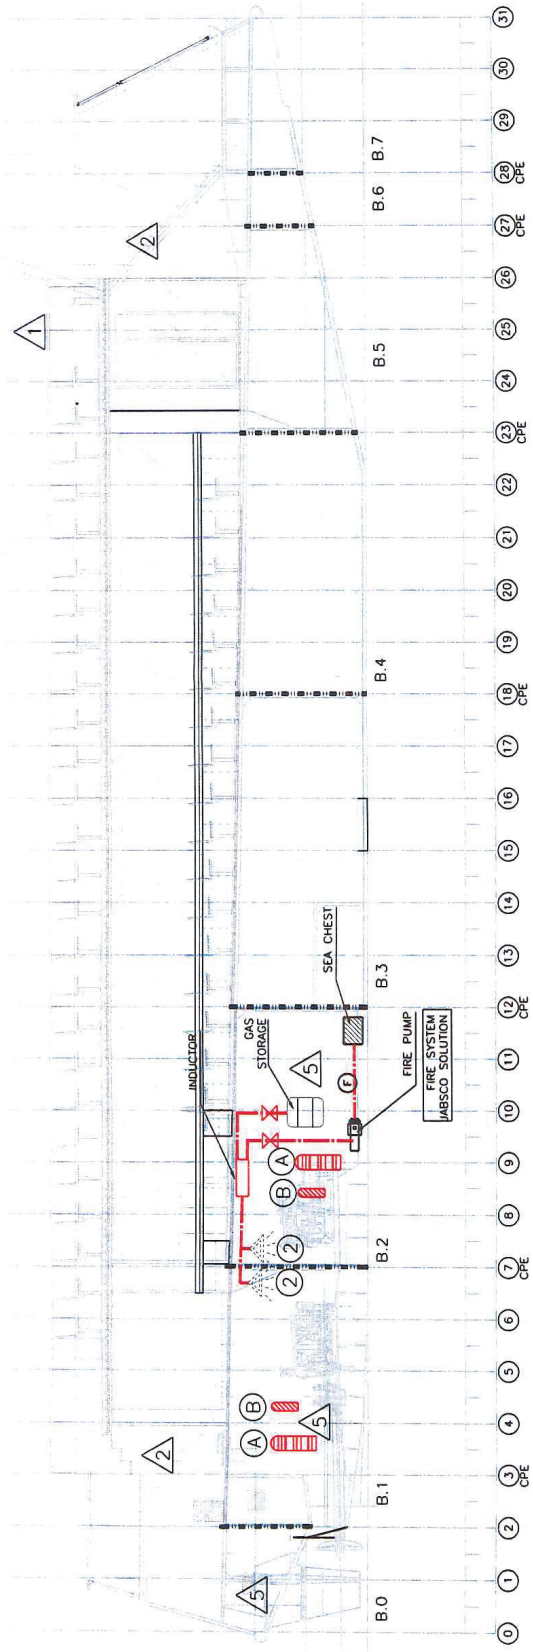 1
2
2
INDUCTOR
GAS
STORAGE
SEA CHEST
5
5
5
F
A
B
A
B
2
2
FIRE PUMP
FIRE SYSTEM
JABSCO SOLUTION
B.0
B.1
B.2
B.3
B.4
B.5
B.6
B.7
0
1
2
3
CPE
4
5
6
7
CPE
8
9
10
11
12
CPE
13
14
15
16
17
18
CPE
19
20
21
22
23
CPE
24
25
26
27
CPE
28
CPE
29
30
31